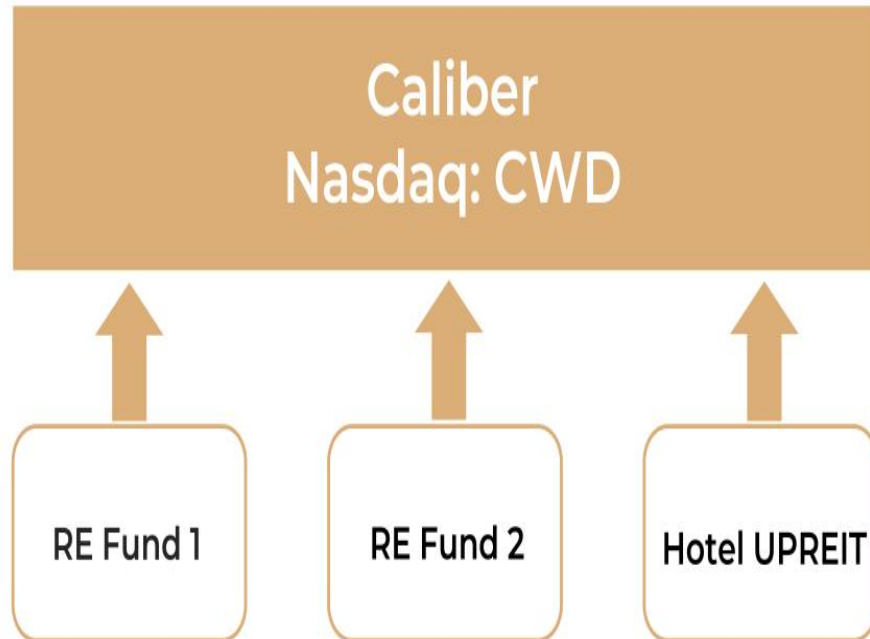 Caliber
Nasdaq: CWD
RE Fund 1
RE Fund 2
Hotel UPREIT